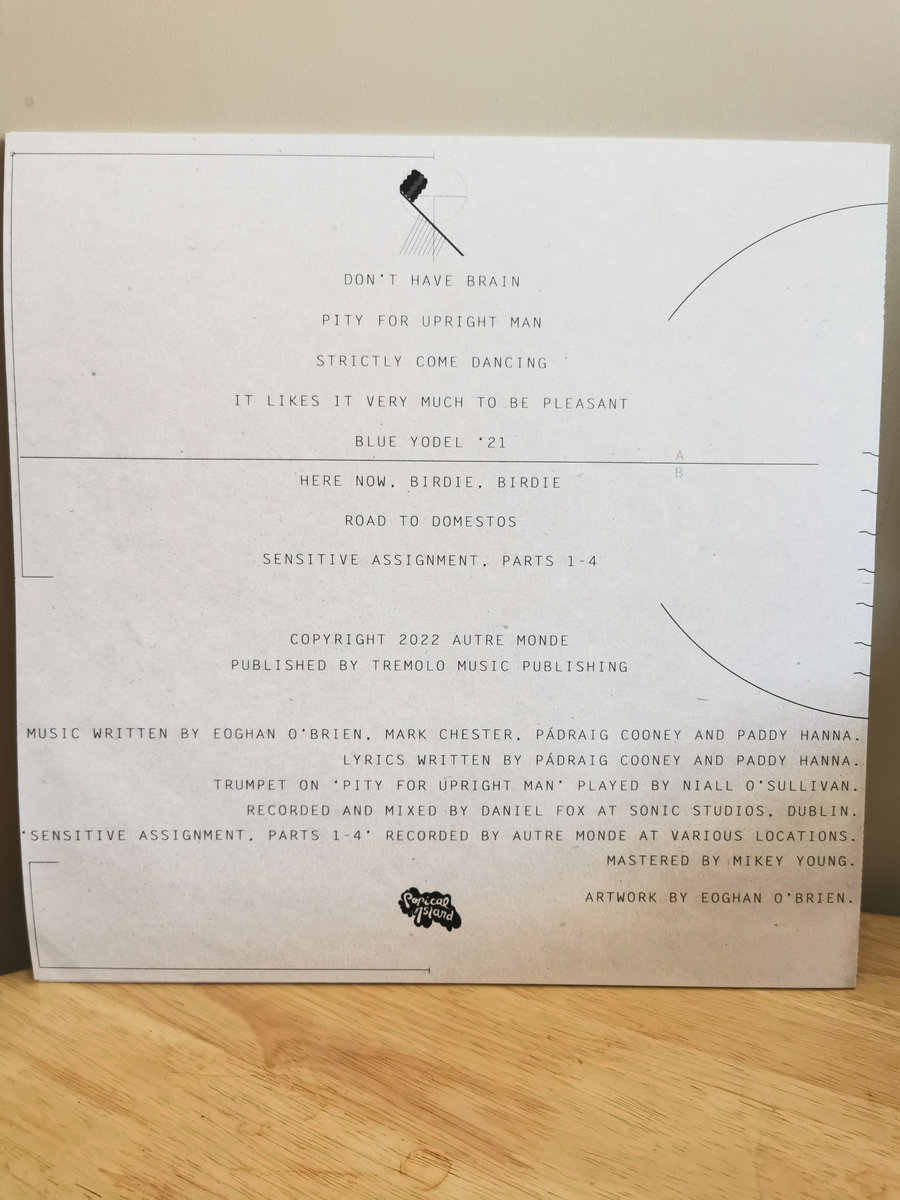 DON'T HAVE BRAIN
PITY FOR UPRIGHT MAN
STRICTLY COME DANCING
IT LIKES IT VERY MUCH TO BE PLEASANT
BLUE YODEL '21
A
B
HERE NOW, BIRDIE, BIRDIE
ROAD TO DOMESTOS
SENSITIVE ASSIGNMENT, PARTS 1-4
COPYRIGHT 2022 AUTRE MONDE
PUBLISHED BY TREMOLO MUSIC PUBLISHING
MUSIC WRITTEN BY EOGHAN O'BRIEN, MARK CHESTER, PÁDRAIG COONEY AND PADDY HANNA.
LYRICS WRITTEN BY PÁDRAIG COONEY AND PADDY HANNA.
TRUMPET ON 'PITY FOR UPRIGHT MAN' PLAYED BY NIALL O'SULLIVAN.
RECORDED AND MIXED BY DANIEL FOX AT SONIC STUDIOS, DUBLIN.
'SENSITIVE ASSIGNMENT, PARTS 1-4' RECORDED BY AUTRE MONDE AT VARIOUS LOCATIONS.
MASTERED BY MIKEY YOUNG.
ARTWORK BY EOGHAN O'BRIEN.
Popical
Island